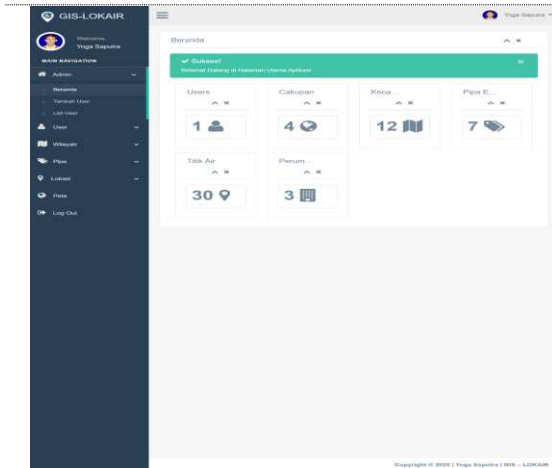 GIS-LOKAIR
Welcome,
Yoga Saputra
MAIN NAVIGATION
Admin
Beranda
Tambah User
List User
User
Wilayah
Pipa
Lokasi
Peta
Log Out
Yoga Saputra
Beranda
Sukses!
Selamat Datang di Halaman Utama Aplikasi
Users
Cakupan
Keca...
Pipa E...
1
4
12
7
Titik Air
Perum...
30
3
Copyright © 2020 | Yoga Saputra | GIS - LOKAIR